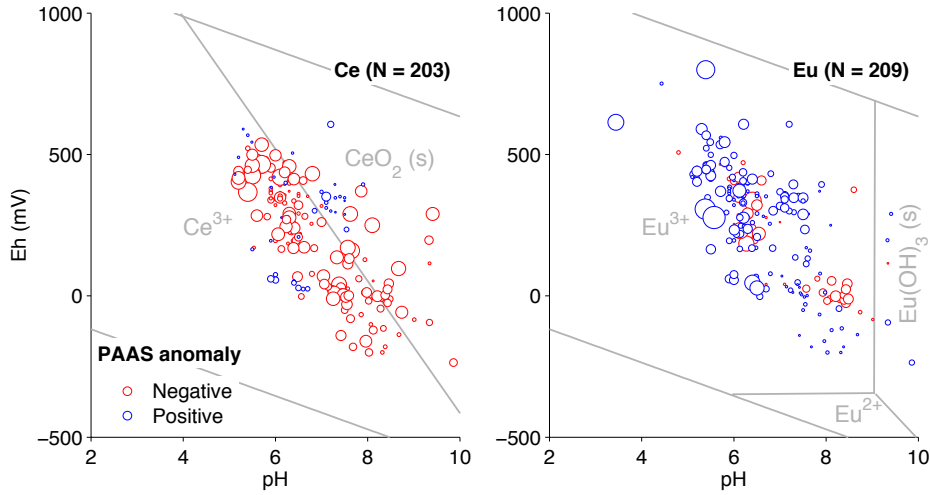 1000
500
0
−500
Eh (mV)
2
4
6
8
10
pH
Ce (N = 203)
CeO₂ (s)
Ce³⁺
PAAS anomaly
Negative
Positive
1000
500
0
−500
2
4
6
8
10
pH
Eu (N = 209)
Eu³⁺
Eu(OH)₃ (s)
Eu²⁺